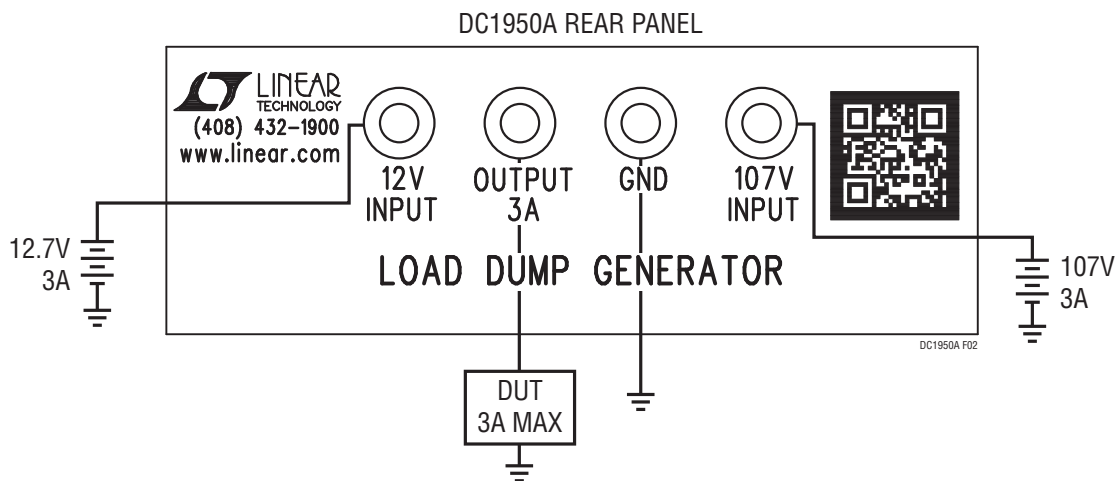 DC1950A REAR PANEL
LINEAR
TECHNOLOGY
(408) 432-1900
www.linear.com
12V
INPUT
OUTPUT
3A
GND
107V
INPUT
12.7V
3A
LOAD DUMP GENERATOR
107V
3A
DC1950A F02
DUT
3A MAX